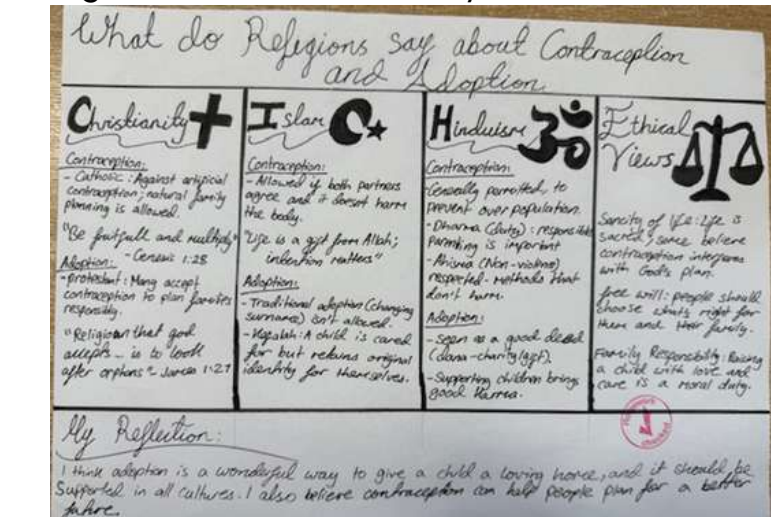 What do Religions say about Contraception
and Adoption
Christianity
Contraception:
- Catholic: Against artificial
contraception; natural family
planning is allowed.
"Be fruitfull and multiply"
- Genesis 1:28
Adoption:
- protestant: Many accept
contraception to plan families
responsibly.
"Religion that god
accepts... is to look
after orphans" - James 1:27
Islam
Contraception:
- Allowed if both partners
agree and it doesnt harm
the body.
"Life is a gift from Allah;
intention matters"
Adoption:
- Traditional adoption (changing
surname) isn't allowed.
- Kafalah: A child is cared
for but retains original
identity for themselves.
Hinduism
Contraception:
- Generally permitted, to
prevent over population.
- Dharma (duty): responsible
parenting is important
- Ahisma (Non-violence)
respected - methods that
don't harm.
Adoption:
- Seen as a good deed
(dana - charity/gift).
- Supporting children brings
good Karma.
Ethical
Views
Sancity of life: Life is
sacred, some believe
contraception interferes
with God's plan.
free will: people should
choose whats right for
them and their family.
Family Responsibility: Raising
a child with love and
care is a moral duty.
My Reflection:
I think adoption is a wonderful way to give a child a loving home, and it should be
Supported in all cultures. I also believe contraception can help people plan for a better
future.